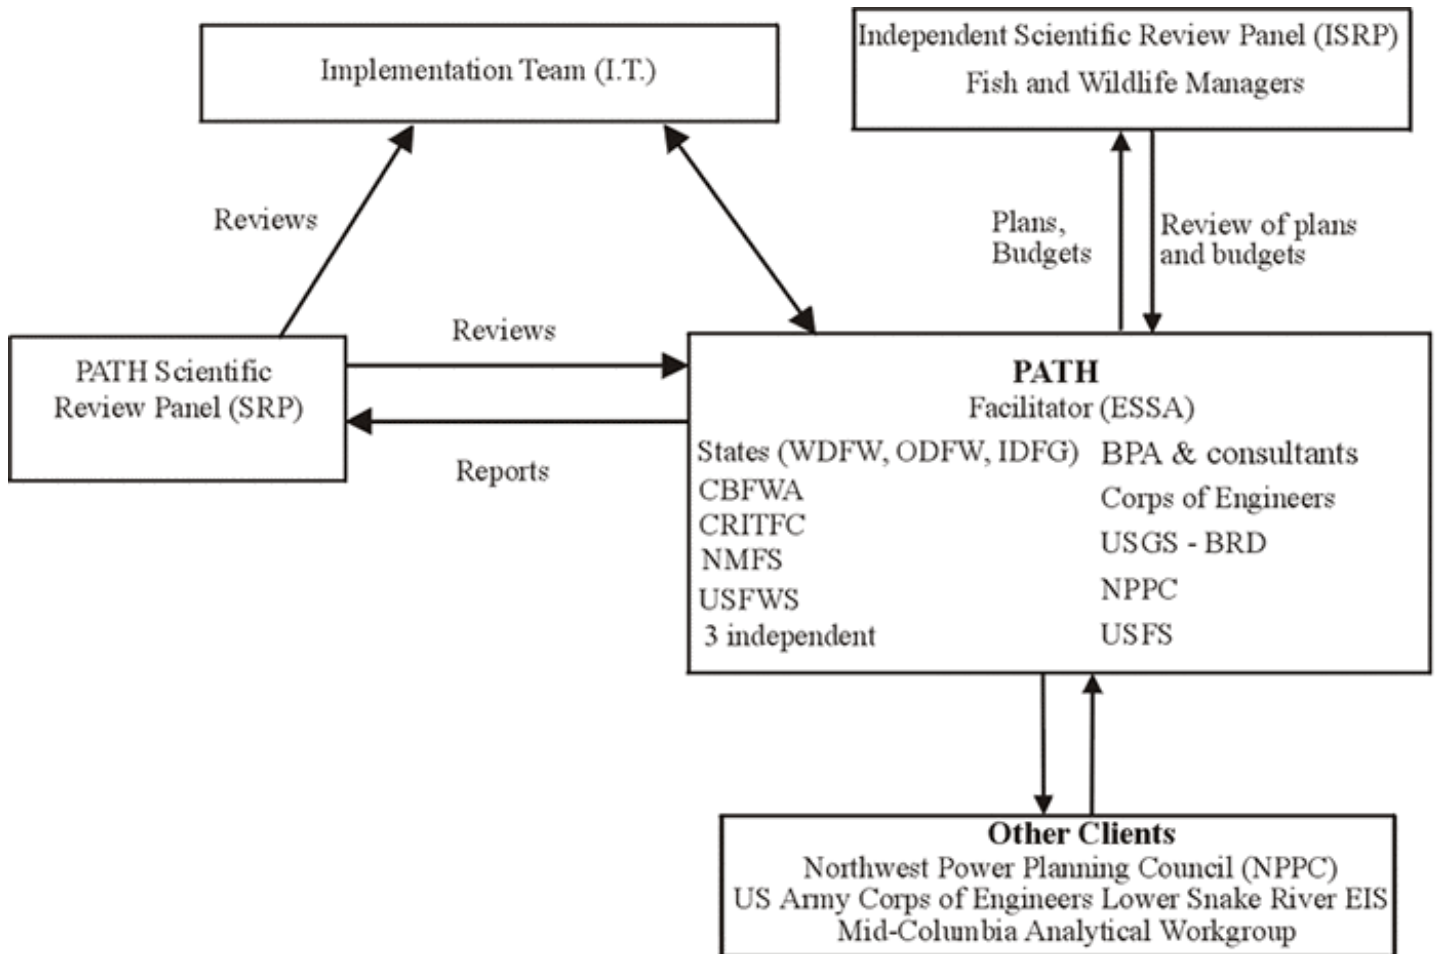 Implementation Team (I.T.)
Independent Scientific Review Panel (ISRP)
Fish and Wildlife Managers
Reviews
Plans,
Budgets
Review of plans
and budgets
Reviews
PATH Scientific
Review Panel (SRP)
Reports
PATH
Facilitator (ESSA)
States (WDFW, ODFW, IDFG)
CBFWA
CRITFC
NMFS
USFWS
3 independent
BPA & consultants
Corps of Engineers
USGS - BRD
NPPC
USFS
Other Clients
Northwest Power Planning Council (NPPC)
US Army Corps of Engineers Lower Snake River EIS
Mid-Columbia Analytical Workgroup